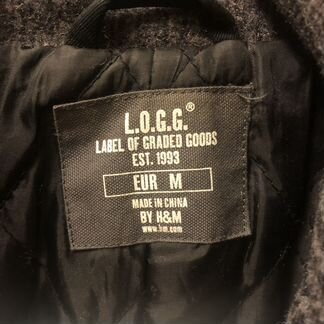 L.O.G.G.®
LABEL OF GRADED GOODS
EST. 1993
EUR M
MADE IN CHINA
BY H&M
www.hm.com